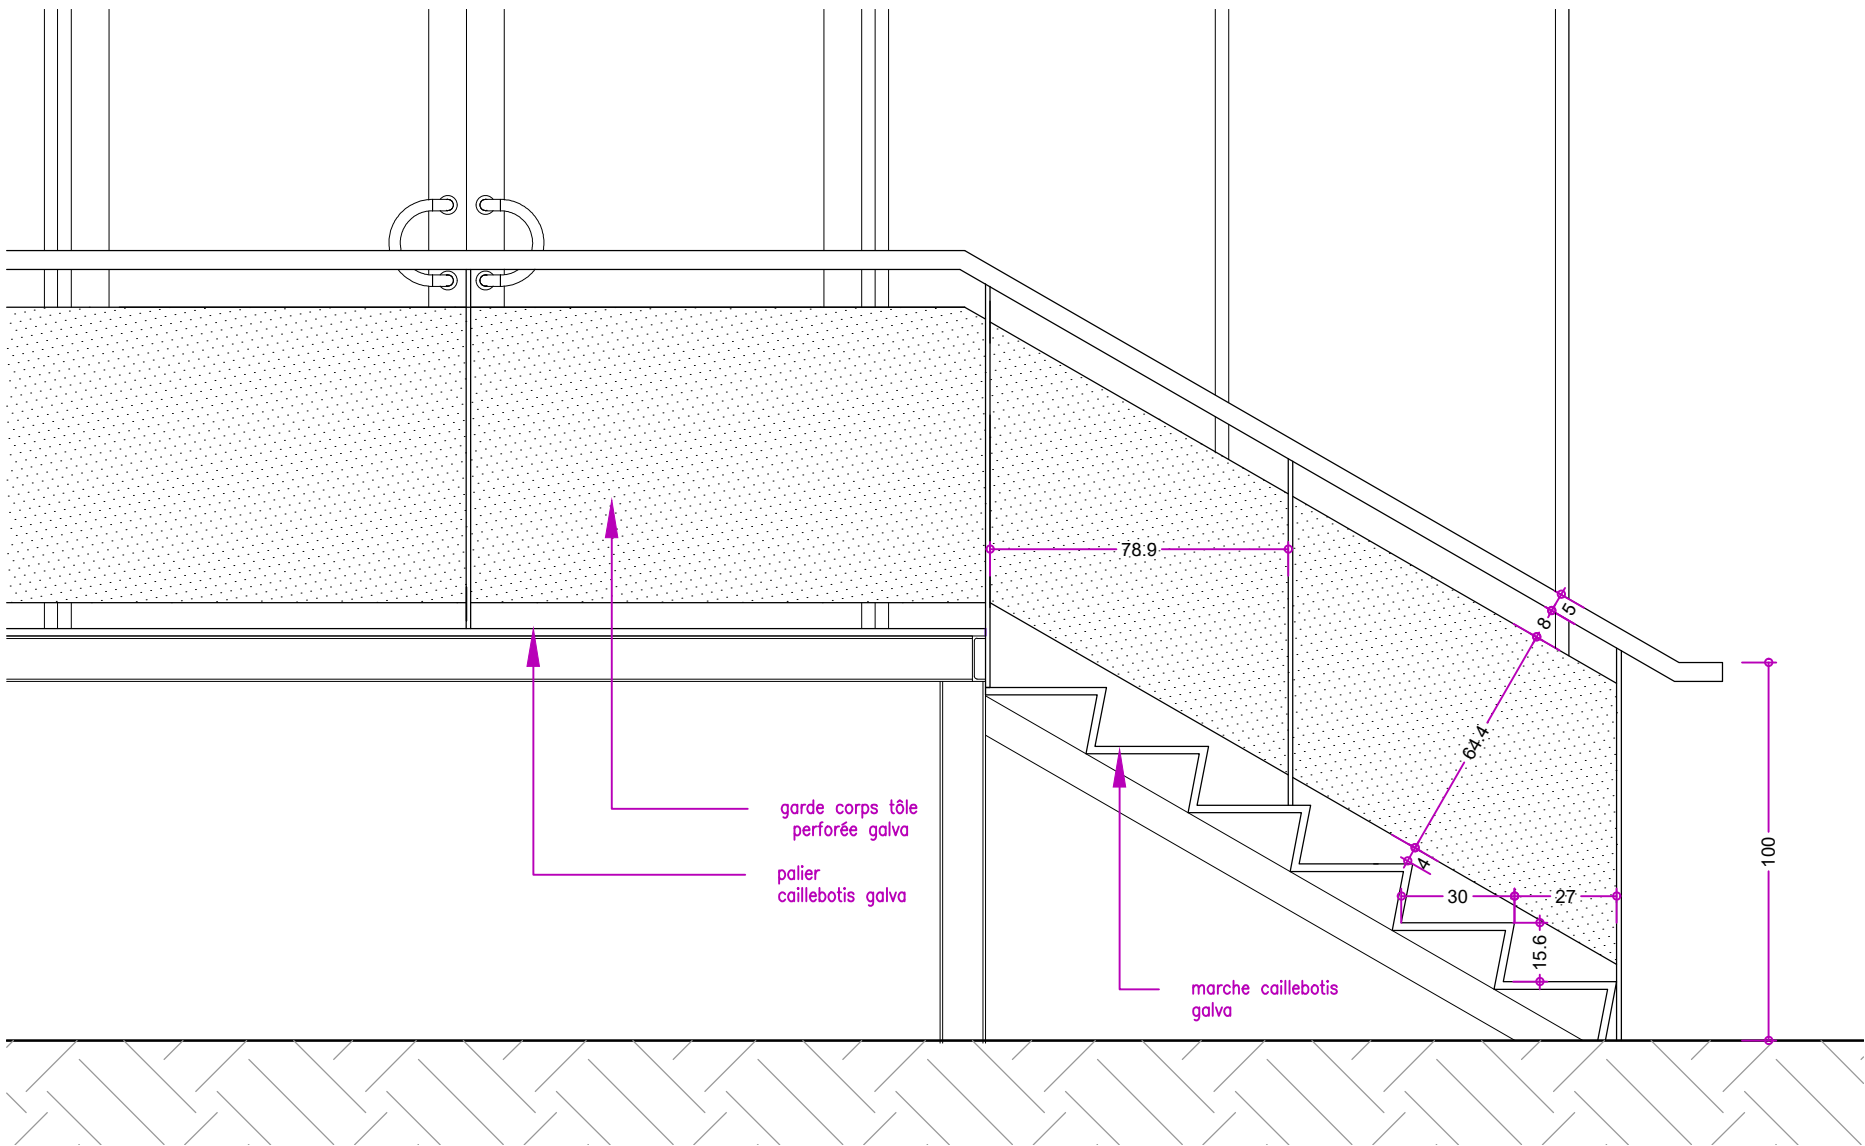 78.9
5
8
64.4
4
30
27
15.6
100
garde corps tôle
perforée galva
palier
caillebotis galva
marche caillebotis
galva